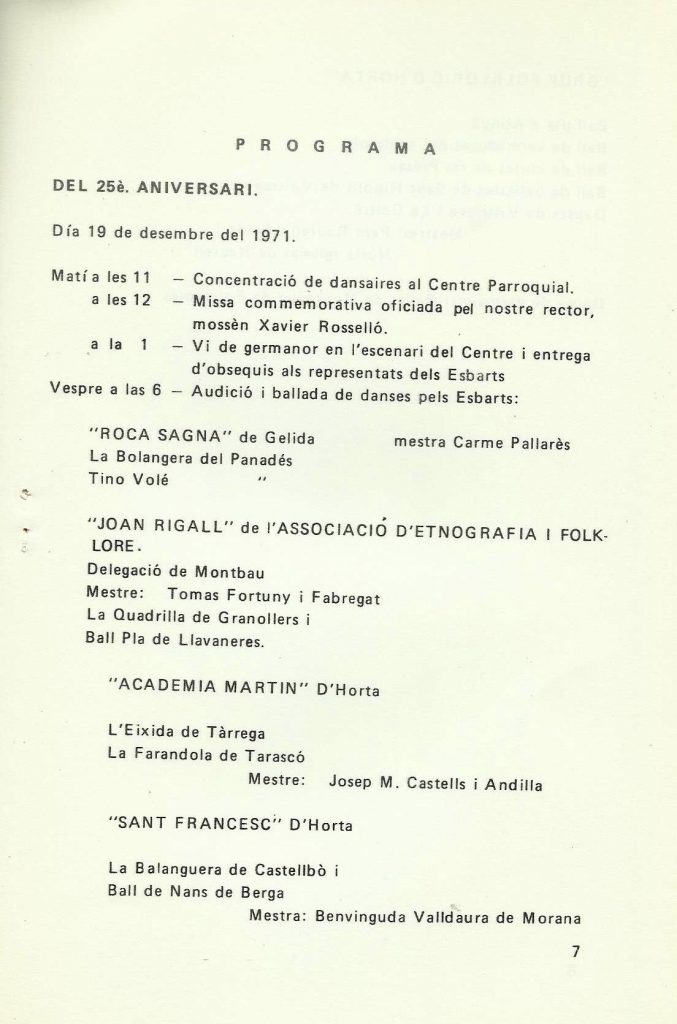 PROGRAMA
DEL 25è. ANIVERSARI.
Día 19 de desembre del 1971.
Matí a les 11 — Concentració de dansaires al Centre Parroquial.
a les 12 — Missa commemorativa oficiada pel nostre rector,
mossèn Xavier Rosselló.
a la 1 — Vi de germanor en l'escenari del Centre i entrega
d'obsequis als representats dels Esbarts
Vespre a las 6 — Audició i ballada de danses pels Esbarts:
"ROCA SAGNA" de Gelida mestra Carme Pallarès
La Bolangera del Panadés
Tino Volé "
"JOAN RIGALL" de l'ASSOCIACIÓ D'ETNOGRAFIA I FOLK-
LORE.
Delegació de Montbau
Mestre: Tomas Fortuny i Fabregat
La Quadrilla de Granollers i
Ball Pla de Llavaneres.
"ACADEMIA MARTIN" D'Horta
L'Eixida de Tàrrega
La Farandola de Tarascó
Mestre: Josep M. Castells i Andilla
"SANT FRANCESC" D'Horta
La Balanguera de Castellbò i
Ball de Nans de Berga
Mestra: Benvinguda Valldaura de Morana
7